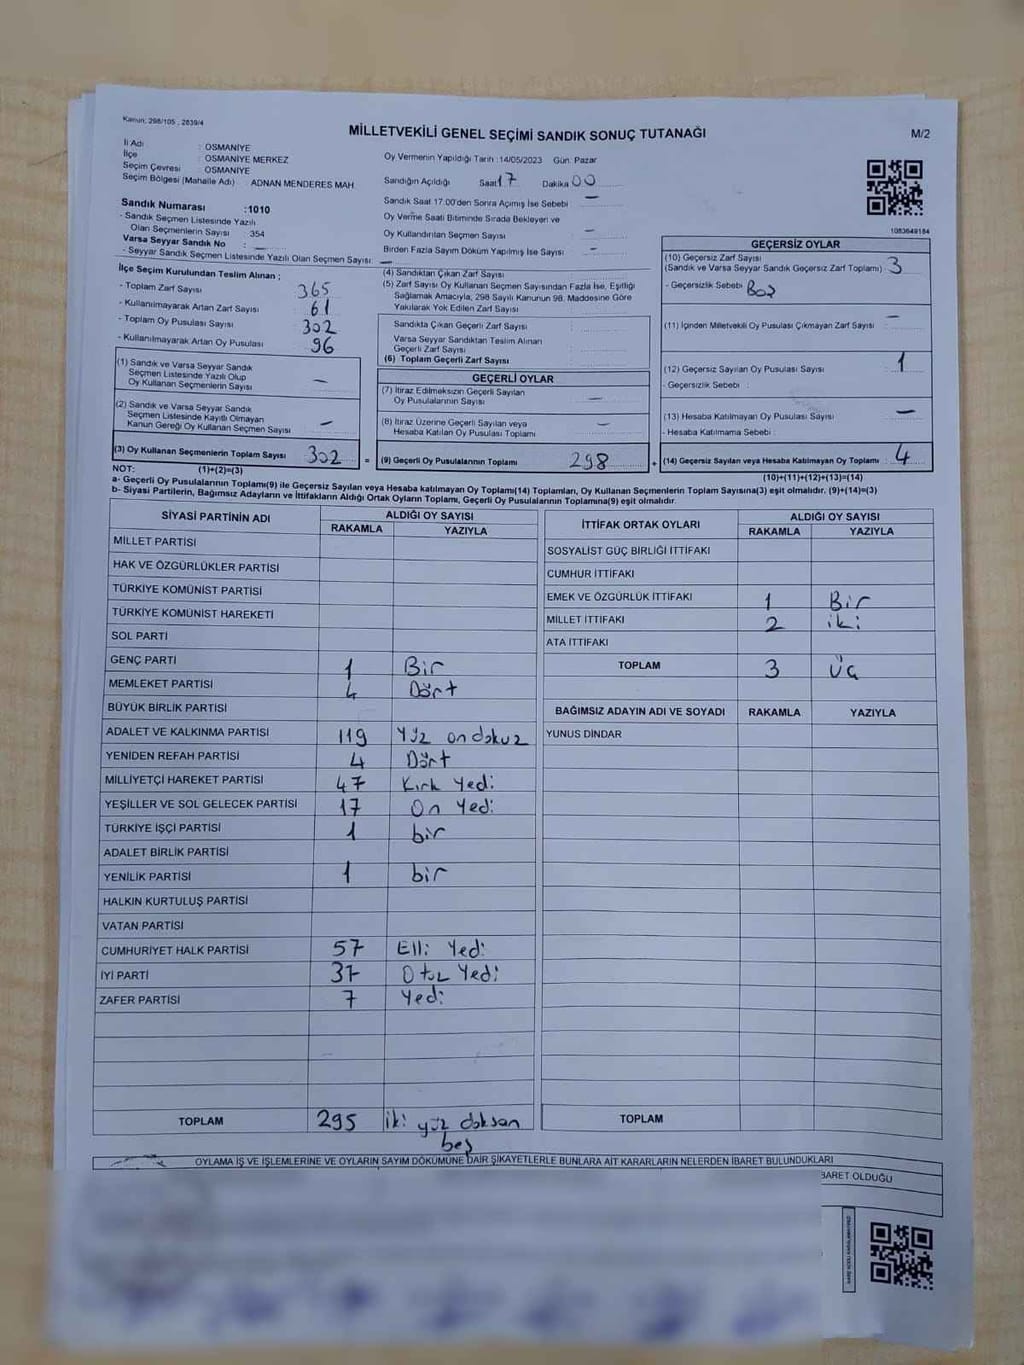 Kanun: 298/105 , 2839/4
MİLLETVEKİLİ GENEL SEÇİMİ SANDIK SONUÇ TUTANAĞI
M/2
İl Adı : OSMANİYE
İlçe : OSMANİYE MERKEZ
Seçim Çevresi : OSMANİYE
Seçim Bölgesi (Mahalle Adı) : ADNAN MENDERES MAH.
Oy Vermenin Yapıldığı Tarih :14/05/2023 Gün: Pazar
Sandığın Açıldığı Saat 17 Dakika 00
Sandık Saat 17:00'den Sonra Açılmış İse Sebebi : —
Oy Verme Saati Bitiminde Sırada Bekleyen ve
Oy Kullandırılan Seçmen Sayısı : —
Birden Fazla Sayım Döküm Yapılmış İse Sayısı : —
Sandık Numarası :1010
- Sandık Seçmen Listesinde Yazılı
Olan Seçmenlerin Sayısı : 354
Varsa Seyyar Sandık No : —
- Seyyar Sandık Seçmen Listesinde Yazılı Olan Seçmen Sayısı: —
1083649184
İlçe Seçim Kurulundan Teslim Alınan ;
- Toplam Zarf Sayısı : 365
- Kullanılmayarak Artan Zarf Sayısı : 61
- Toplam Oy Pusulası Sayısı : 302
- Kullanılmayarak Artan Oy Pusulası : 96
(1) Sandık ve Varsa Seyyar Sandık
Seçmen Listesinde Yazılı Olup
Oy Kullanan Seçmenlerin Sayısı : —
(2) Sandık ve Varsa Seyyar Sandık
Seçmen Listesinde Kayıtlı Olmayan
Kanun Gereği Oy Kullanan Seçmen Sayısı : —
(3) Oy Kullanan Seçmenlerin Toplam Sayısı : 302 =
(4) Sandıktan Çıkan Zarf Sayısı :
(5) Zarf Sayısı Oy Kullanan Seçmen Sayısından Fazla İse, Eşitliği
Sağlamak Amacıyla, 298 Sayılı Kanunun 98. Maddesine Göre
Yakılarak Yok Edilen Zarf Sayısı :
Sandıkta Çıkan Geçerli Zarf Sayısı :
Varsa Seyyar Sandıktan Teslim Alınan
Geçerli Zarf Sayısı :
(6) Toplam Geçerli Zarf Sayısı :
GEÇERLİ OYLAR
(7) İtiraz Edilmeksizin Geçerli Sayılan
Oy Pusulalarının Sayısı : —
(8) İtiraz Üzerine Geçerli Sayılan veya
Hesaba Katılan Oy Pusulası Toplamı : —
(9) Geçerli Oy Pusulalarının Toplamı : 298 +
GEÇERSİZ OYLAR
(10) Geçersiz Zarf Sayısı
(Sandık ve Varsa Seyyar Sandık Geçersiz Zarf Toplamı) : 3
- Geçersizlik Sebebi : Boş
(11) İçinden Milletvekili Oy Pusulası Çıkmayan Zarf Sayısı : —
(12) Geçersiz Sayılan Oy Pusulası Sayısı : 1
- Geçersizlik Sebebi :
(13) Hesaba Katılmayan Oy Pusulası Sayısı : —
- Hesaba Katılmama Sebebi :
(14) Geçersiz Sayılan veya Hesaba Katılmayan Oy Toplamı : 4
NOT: (1)+(2)=(3) (10)+(11)+(12)+(13)=(14)
a- Geçerli Oy Pusulalarının Toplamı(9) ile Geçersiz Sayılan veya Hesaba katılmayan Oy Toplamı(14) Toplamları, Oy Kullanan Seçmenlerin Toplam Sayısına(3) eşit olmalıdır. (9)+(14)=(3)
b- Siyasi Partilerin, Bağımsız Adayların ve İttifakların Aldığı Ortak Oyların Toplamı, Geçerli Oy Pusulalarının Toplamına(9) eşit olmalıdır.
SİYASİ PARTİNİN ADI ALDIĞI OY SAYISI
RAKAMLA YAZIYLA
MİLLET PARTİSİ
HAK VE ÖZGÜRLÜKLER PARTİSİ
TÜRKİYE KOMÜNİST PARTİSİ
TÜRKİYE KOMÜNİST HAREKETİ
SOL PARTİ
GENÇ PARTİ 1 Bir
MEMLEKET PARTİSİ 4 Dört
BÜYÜK BİRLİK PARTİSİ
ADALET VE KALKINMA PARTİSİ 119 Yüz on dokuz
YENİDEN REFAH PARTİSİ 4 Dört
MİLLİYETÇİ HAREKET PARTİSİ 47 Kırk Yedi
YEŞİLLER VE SOL GELECEK PARTİSİ 17 On Yedi
TÜRKİYE İŞÇİ PARTİSİ 1 bir
ADALET BİRLİK PARTİSİ
YENİLİK PARTİSİ 1 bir
HALKIN KURTULUŞ PARTİSİ
VATAN PARTİSİ
CUMHURİYET HALK PARTİSİ 57 Elli Yedi
İYİ PARTİ 37 Otuz Yedi
ZAFER PARTİSİ 7 Yedi
TOPLAM 295 iki yüz doksan
beş
İTTİFAK ORTAK OYLARI ALDIĞI OY SAYISI
RAKAMLA YAZIYLA
SOSYALİST GÜÇ BİRLİĞİ İTTİFAKI
CUMHUR İTTİFAKI
EMEK VE ÖZGÜRLÜK İTTİFAKI 1 Bir
MİLLET İTTİFAKI 2 iki
ATA İTTİFAKI
TOPLAM 3 üç
BAĞIMSIZ ADAYIN ADI VE SOYADI RAKAMLA YAZIYLA
YUNUS DİNDAR
TOPLAM
OYLAMA İŞ VE İŞLEMLERİNE VE OYLARIN SAYIM DÖKÜMÜNE DAİR ŞİKAYETLERLE BUNLARA AİT KARARLARIN NELERDEN İBARET BULUNDUKLARI
BARET OLDUĞU